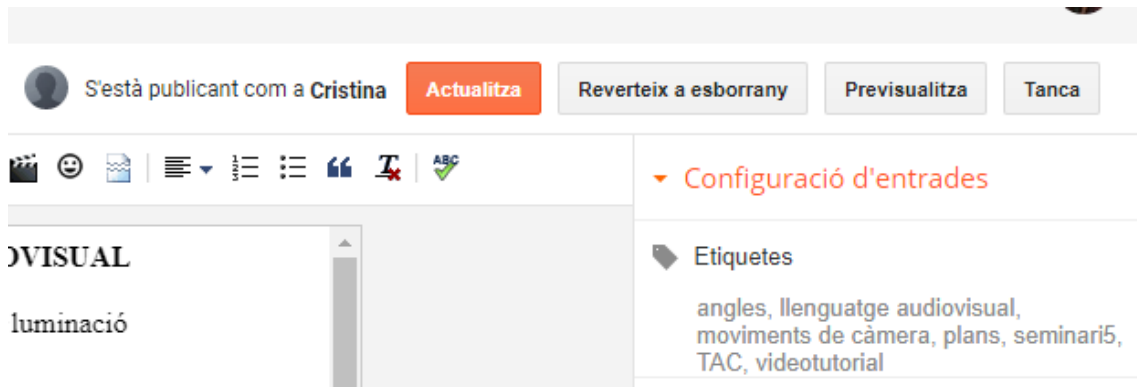 S'està publicant com a Cristina Actualitza Reverteix a esborrany Previsualitza Tanca
ABC
Configuració d'entrades
OVISUAL
Etiquetes
luminació
angles, llenguatge audiovisual,
moviments de càmera, plans, seminari5,
TAC, videotutorial